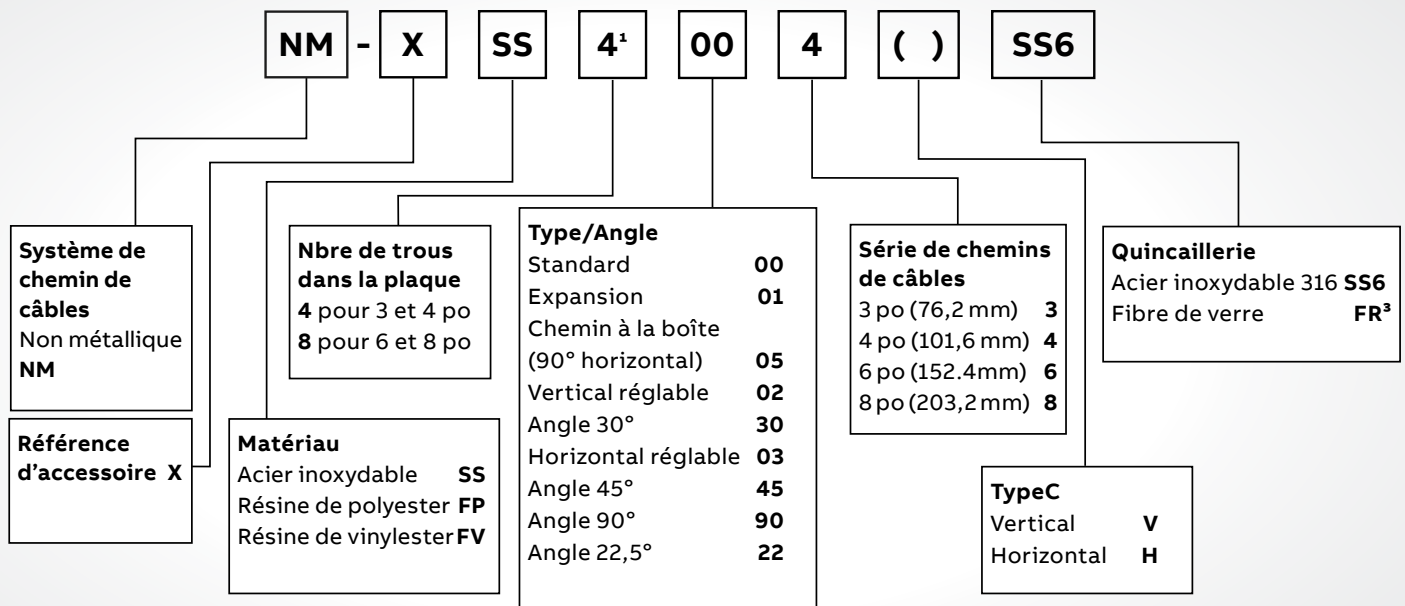 NM - X SS 4¹ 00 4 ( ) SS6
Système de
chemin de
câbles
Non métallique
NM
Référence
d’accessoire X
Matériau
Acier inoxydable SS
Résine de polyester FP
Résine de vinylester FV
Nbre de trous
dans la plaque
4 pour 3 et 4 po
8 pour 6 et 8 po
Type/Angle
Standard 00
Expansion 01
Chemin à la boîte
(90° horizontal) 05
Vertical réglable 02
Angle 30° 30
Horizontal réglable 03
Angle 45° 45
Angle 90° 90
Angle 22,5° 22
Série de chemins
de câbles
3 po (76,2 mm) 3
4 po (101,6 mm) 4
6 po (152.4mm) 6
8 po (203,2 mm) 8
TypeC
Vertical V
Horizontal H
Quincaillerie
Acier inoxydable 316 SS6
Fibre de verre FR³